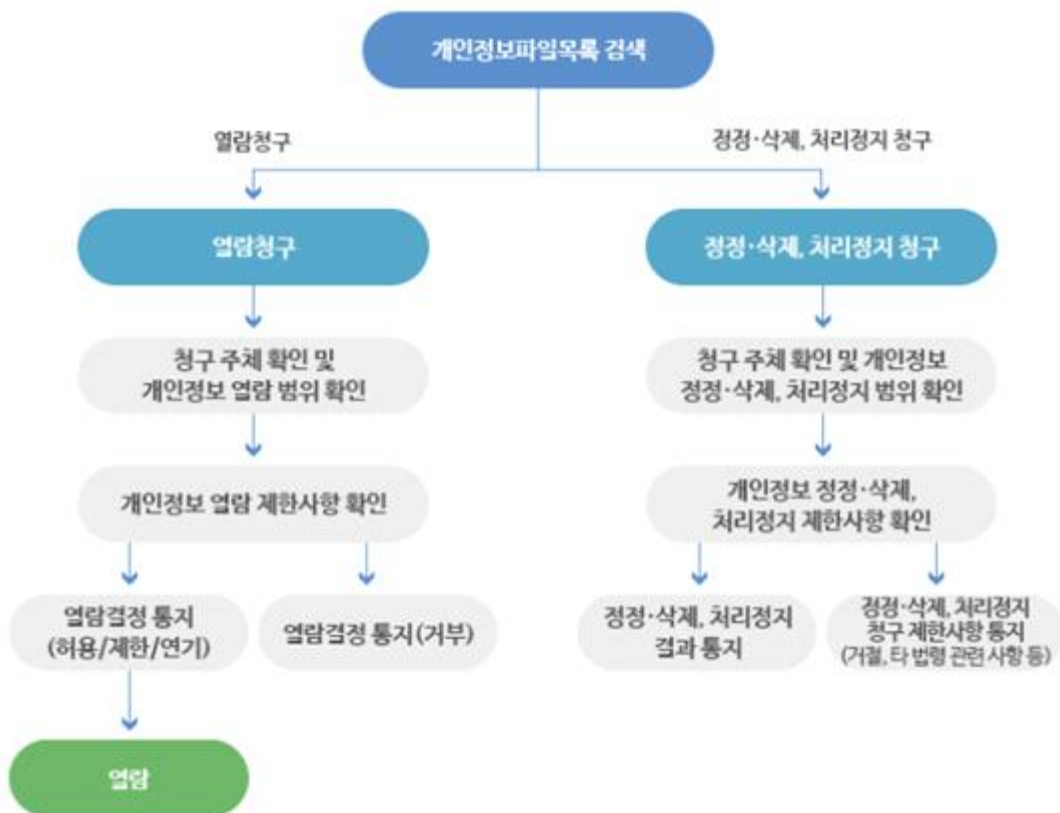 개인정보파일목록 검색
열람청구
정정·삭제, 처리정지 청구
열람청구
정정·삭제, 처리정지 청구
청구 주체 확인 및
개인정보 열람 범위 확인
청구 주체 확인 및 개인정보
정정·삭제, 처리정지 범위 확인
개인정보 열람 제한사항 확인
개인정보 정정·삭제,
처리정지 제한사항 확인
열람결정 통지
(허용/제한/연기)
열람결정 통지(거부)
정정·삭제, 처리정지
결과 통지
정정·삭제, 처리정지
청구 제한사항 통지
(거절, 타 법령 관련 사항 등)
열람